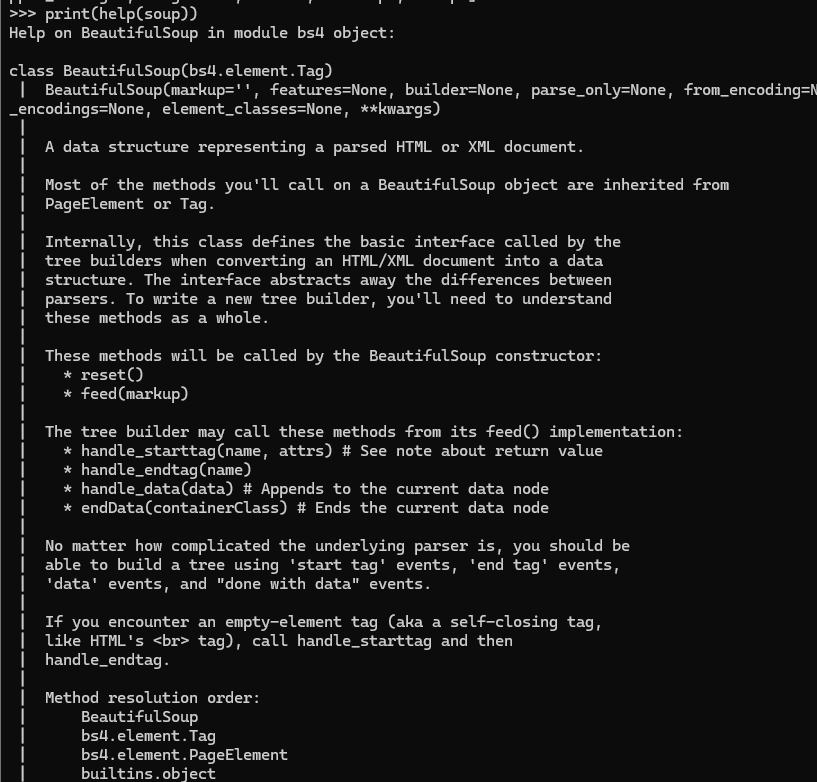 >>> print(help(soup))
Help on BeautifulSoup in module bs4 object:
class BeautifulSoup(bs4.element.Tag)
 |  BeautifulSoup(markup='', features=None, builder=None, parse_only=None, from_encoding=N
_encodings=None, element_classes=None, **kwargs)
 |
 |  A data structure representing a parsed HTML or XML document.
 |
 |  Most of the methods you'll call on a BeautifulSoup object are inherited from
 |  PageElement or Tag.
 |
 |  Internally, this class defines the basic interface called by the
 |  tree builders when converting an HTML/XML document into a data
 |  structure. The interface abstracts away the differences between
 |  parsers. To write a new tree builder, you'll need to understand
 |  these methods as a whole.
 |
 |  These methods will be called by the BeautifulSoup constructor:
 |    * reset()
 |    * feed(markup)
 |
 |  The tree builder may call these methods from its feed() implementation:
 |    * handle_starttag(name, attrs) # See note about return value
 |    * handle_endtag(name)
 |    * handle_data(data) # Appends to the current data node
 |    * endData(containerClass) # Ends the current data node
 |
 |  No matter how complicated the underlying parser is, you should be
 |  able to build a tree using 'start tag' events, 'end tag' events,
 |  'data' events, and "done with data" events.
 |
 |  If you encounter an empty-element tag (aka a self-closing tag,
 |  like HTML's <br> tag), call handle_starttag and then
 |  handle_endtag.
 |
 |  Method resolution order:
 |      BeautifulSoup
 |      bs4.element.Tag
 |      bs4.element.PageElement
 |      builtins.object